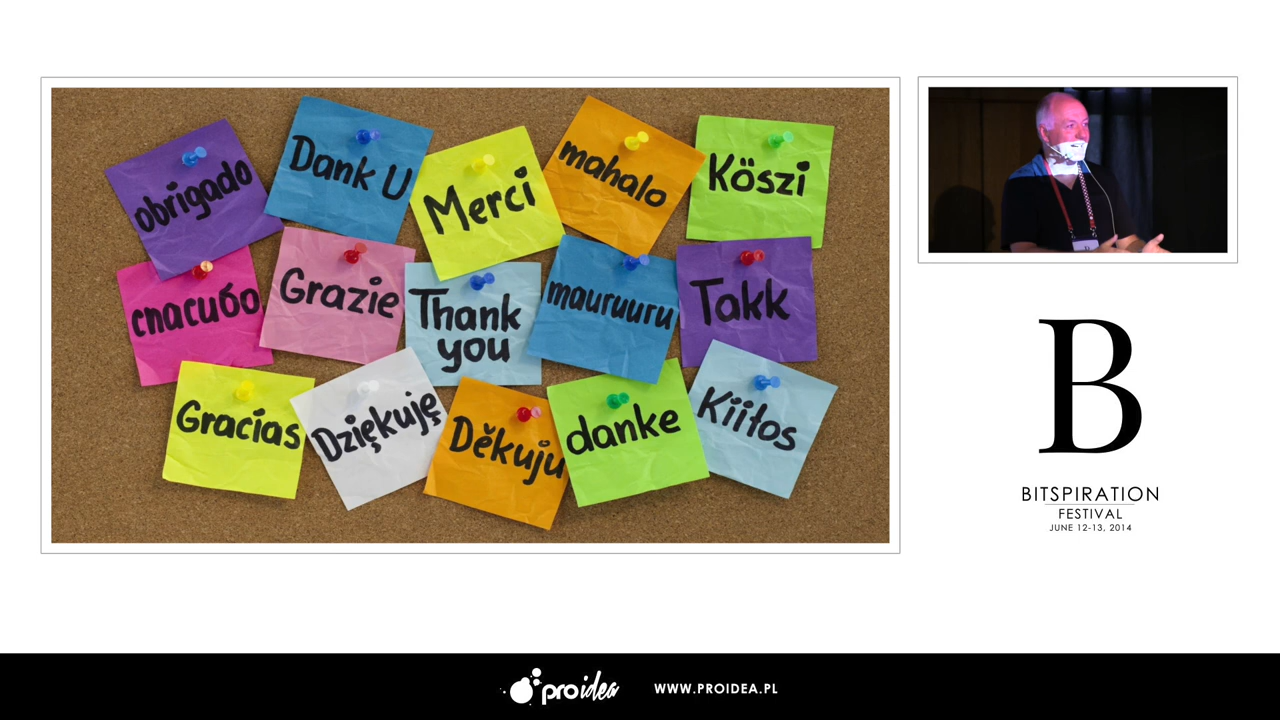 obrigado
Dank U
Merci
mahalo
Köszi
спасибо
Grazie
Thank
you
mauruuru
Takk
Gracias
Dziękuję
Děkuju
danke
Kiitos
B
BITSPIRATION
FESTIVAL
JUNE 12-13, 2014
proidea
WWW.PROIDEA.PL